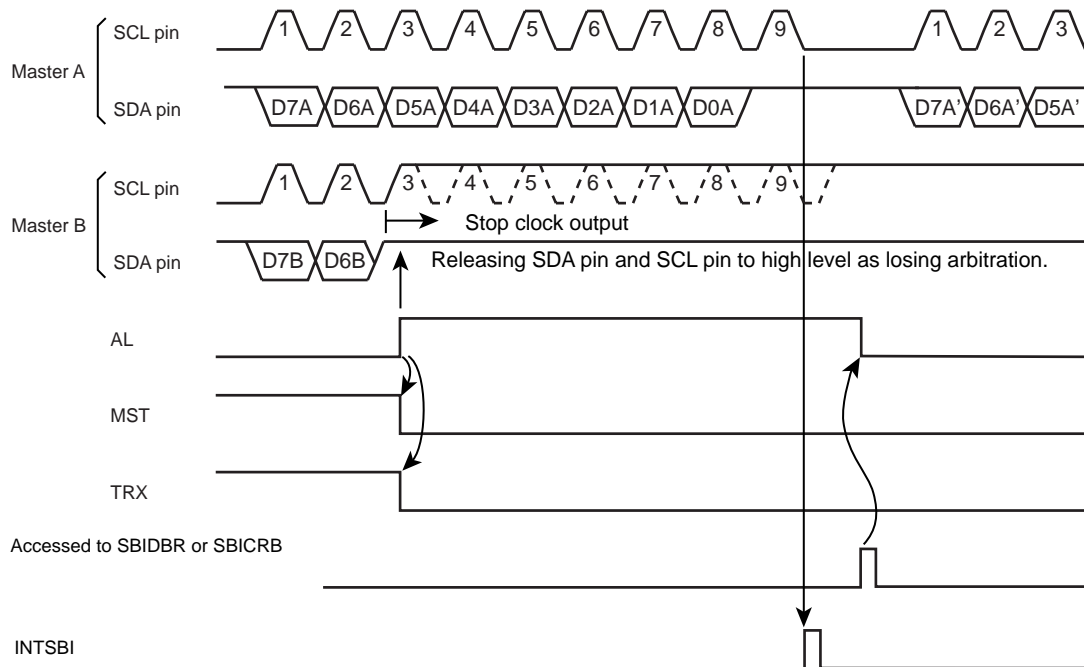 SCL pin 1 2 3 4 5 6 7 8 9 1 2 3
Master A
SDA pin D7A D6A D5A D4A D3A D2A D1A D0A D7A' D6A' D5A'
SCL pin 1 2 3 4 5 6 7 8 9
Stop clock output
Master B
SDA pin D7B D6B Releasing SDA pin and SCL pin to high level as losing arbitration.
AL
MST
TRX
Accessed to SBIDBR or SBICRB
INTSBI